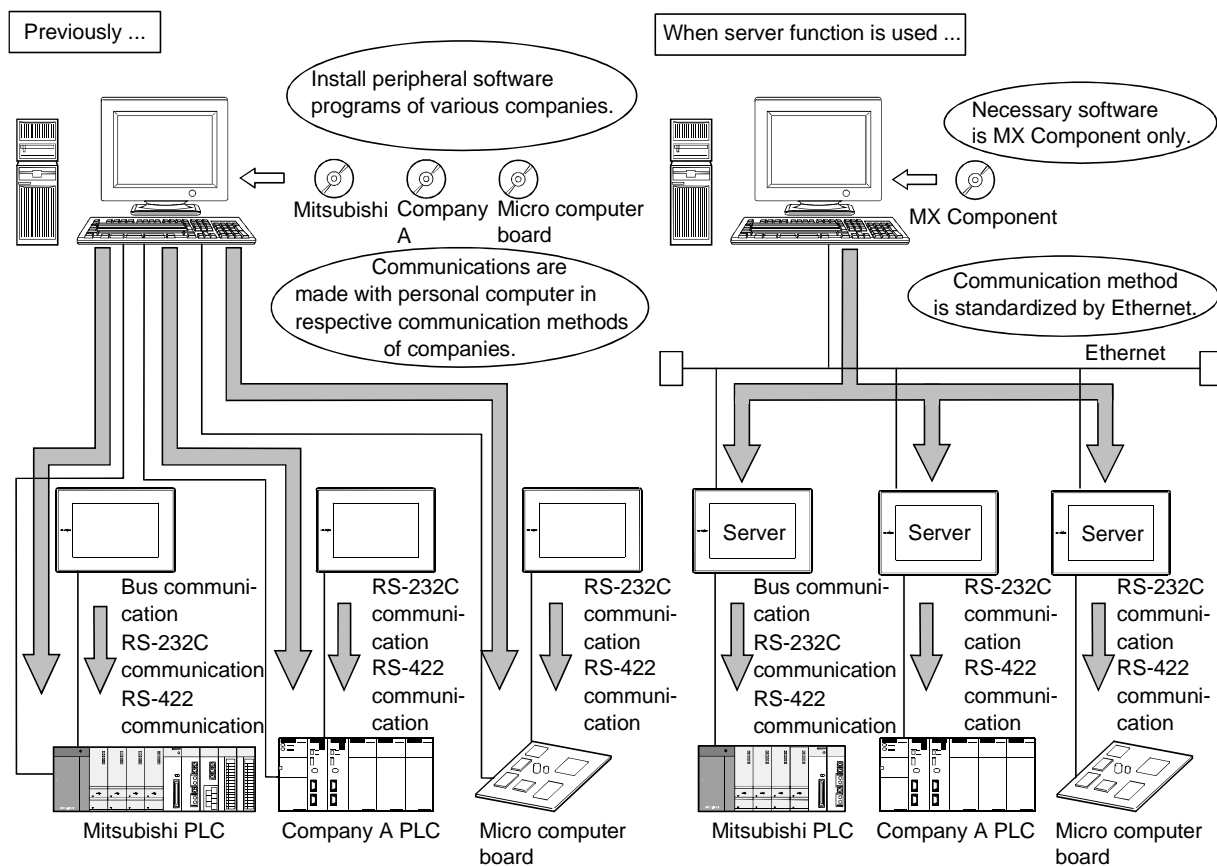 Previously ...
Install peripheral software
programs of various companies.
Mitsubishi
Company
A
Micro computer
board
Communications are
made with personal computer in
respective communication methods
of companies.
Bus communi-
cation
RS-232C
communication
RS-422
communication
RS-232C
communi-
cation
RS-422
communi-
cation
RS-232C
communi-
cation
RS-422
communi-
cation
Mitsubishi PLC
Company A PLC
Micro computer
board
When server function is used ...
Necessary software
is MX Component only.
MX Component
Communication method
is standardized by Ethernet.
Ethernet
Server
Server
Server
Bus communi-
cation
RS-232C
communication
RS-422
communication
RS-232C
communi-
cation
RS-422
communi-
cation
RS-232C
communi-
cation
RS-422
communi-
cation
Mitsubishi PLC
Company A PLC
Micro computer
board